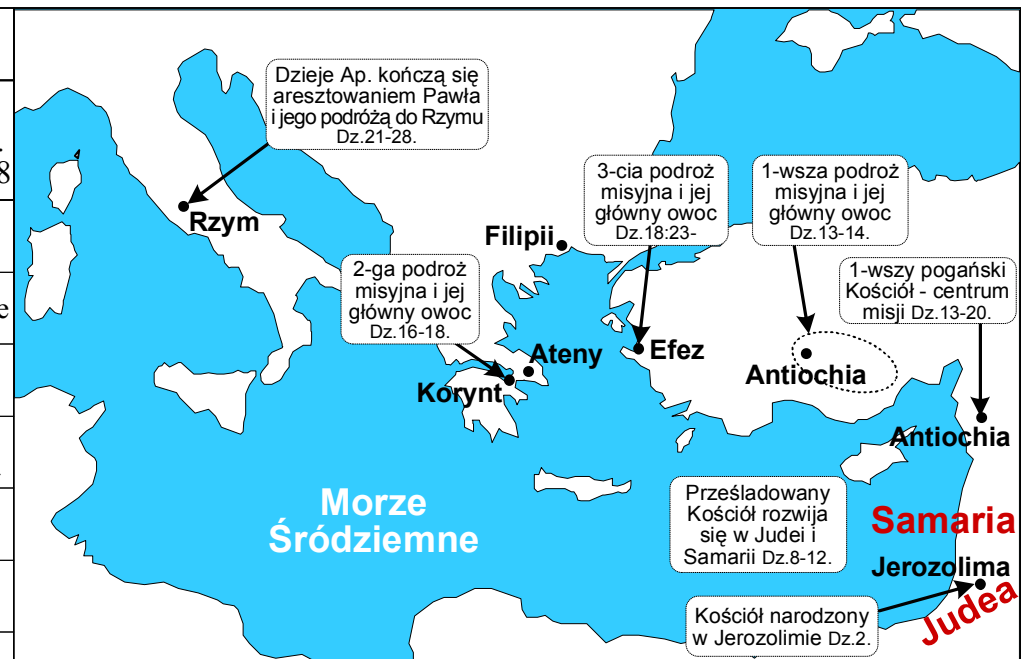 Dzieje Ap. kończą się
aresztowaniem Pawła
i jego podróżą do Rzymu
Dz.21-28.
8
Rzym
3-cia podroż
misyjna i jej
główny owoc
Dz.18:23-
1-wsza podroż
misyjna i jej
główny owoc
Dz.13-14.
Filipii
2-ga podroż
misyjna i jej
główny owoc
Dz.16-18.
1-wszy pogański
Kościół - centrum
misji Dz.13-20.
e
Ateny
Efez
Korynt
Antiochia
Antiochia
Morze
Śródziemne
Prześladowany
Kościół rozwija
się w Judei i
Samarii Dz.8-12.
Samaria
Jerozolima
Judea
Kościół narodzony
w Jerozolimie Dz.2.